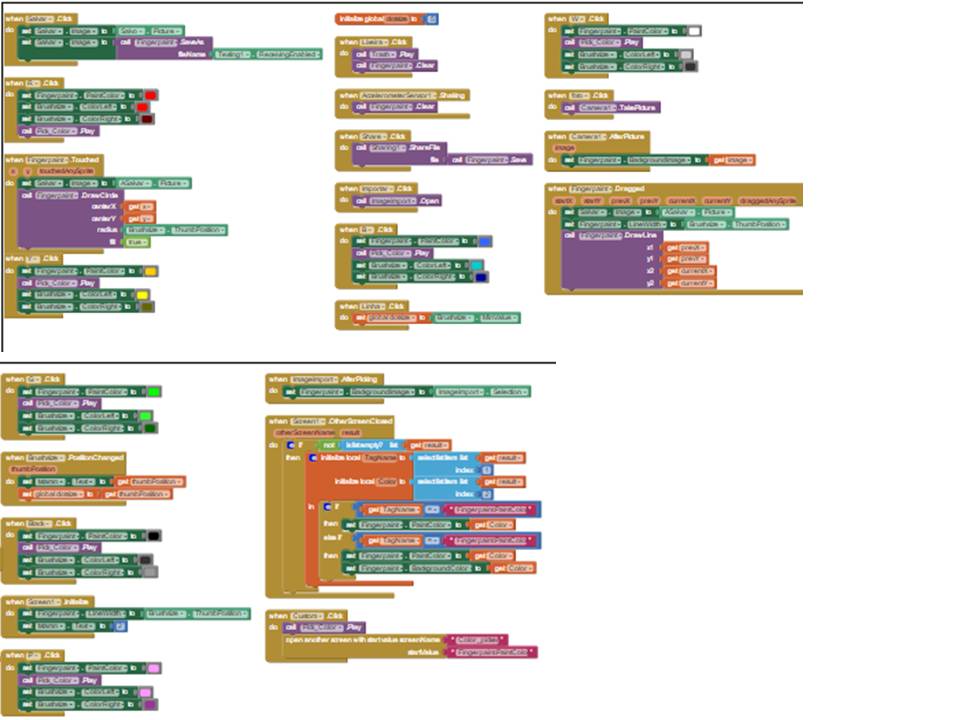 when Salvar .Click
do set Salvar . Image to Salvo . Picture
set Salvar . Image to call Fingerpaint .SaveAs
fileName
when .Click
do set Fingerpaint . PaintColor to
set Brushsize . ColorLeft to
set Brushsize . ColorRight to
call Pick_Color .Play
when Fingerpaint .Touched
x y touchedAnySprite
do set Salvar . Image to ASalvar . Picture
call Fingerpaint .DrawCircle
centerX get x
centerY get y
radius Brushsize . ThumbPosition
fill true
when .Click
do set Fingerpaint . PaintColor to
call Pick_Color .Play
set Brushsize . ColorLeft to
set Brushsize . ColorRight to
initialize global dotsize to
when Lixeira .Click
do call Trash .Play
call Fingerpaint .Clear
when AccelerometerSensor1 .Shaking
do call Fingerpaint .Clear
when Share .Click
do call Sharing1 .ShareFile
file call Fingerpaint .Save
when Importar .Click
do call ImageImport .Open
when B .Click
do set Fingerpaint . PaintColor to
call Pick_Color .Play
set Brushsize . ColorLeft to
set Brushsize . ColorRight to
when Linha .Click
do set global dotsize to Brushsize . MaxValue
when W .Click
do set Fingerpaint . PaintColor to
call Pick_Color .Play
set Brushsize . ColorLeft to
set Brushsize . ColorRight to
when foto .Click
do call Camera1 .TakePicture
when Camera1 .AfterPicture
image
do set Fingerpaint . BackgroundImage to get image
when Fingerpaint .Dragged
startX startY prevX prevY currentX currentY draggedAnySprite
do set Salvar . Image to ASalvar . Picture
set Fingerpaint . LineWidth to Brushsize . ThumbPosition
call Fingerpaint .DrawLine
x1 get prevX
y1 get prevY
x2 get currentX
y2 get currentY
when G .Click
do set Fingerpaint . PaintColor to
call Pick_Color .Play
set Brushsize . ColorLeft to
set Brushsize . ColorRight to
when Brushsize .PositionChanged
thumbPosition
do set . Text to get thumbPosition
set global dotsize to get thumbPosition
when Black .Click
do set Fingerpaint . PaintColor to
call Pick_Color .Play
set Brushsize . ColorLeft to
set Brushsize . ColorRight to
when Screen1 .Initialize
do set Fingerpaint . LineWidth to Brushsize . ThumbPosition
set . Text to
when P .Click
do set Fingerpaint . PaintColor to
call Pick_Color .Play
set Brushsize . ColorLeft to
set Brushsize . ColorRight to
when ImageImport .AfterPicking
do set Fingerpaint . BackgroundImage to ImageImport . Selection
when Screen1 .OtherScreenClosed
otherScreenName result
do if not is list empty? list get result
then initialize local TagName to select list item list get result
index 1
initialize local Color to select list item list get result
index 2
in if get TagName = "FingerpaintPaintColor"
then set Fingerpaint . PaintColor to get Color
else if get TagName = "FingerpaintPaintColor"
then set Fingerpaint . PaintColor to get Color
set Fingerpaint . BackgroundColor to get Color
when Custom .Click
do call Pick_Color .Play
open another screen with start value screenName "Color_picker"
startValue "FingerpaintPaintColor"